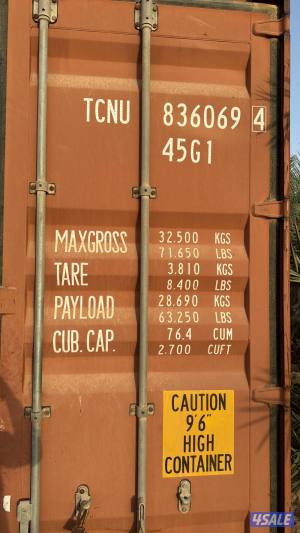 TCNU 836069 4
45G1
MAXGROSS 32.500 KGS
71.650 LBS
TARE 3.810 KGS
8.400 LBS
PAYLOAD 28.690 KGS
63.250 LBS
CUB. CAP. 76.4 CUM
2.700 CUFT
CAUTION
9'6"
HIGH
CONTAINER
4SALE